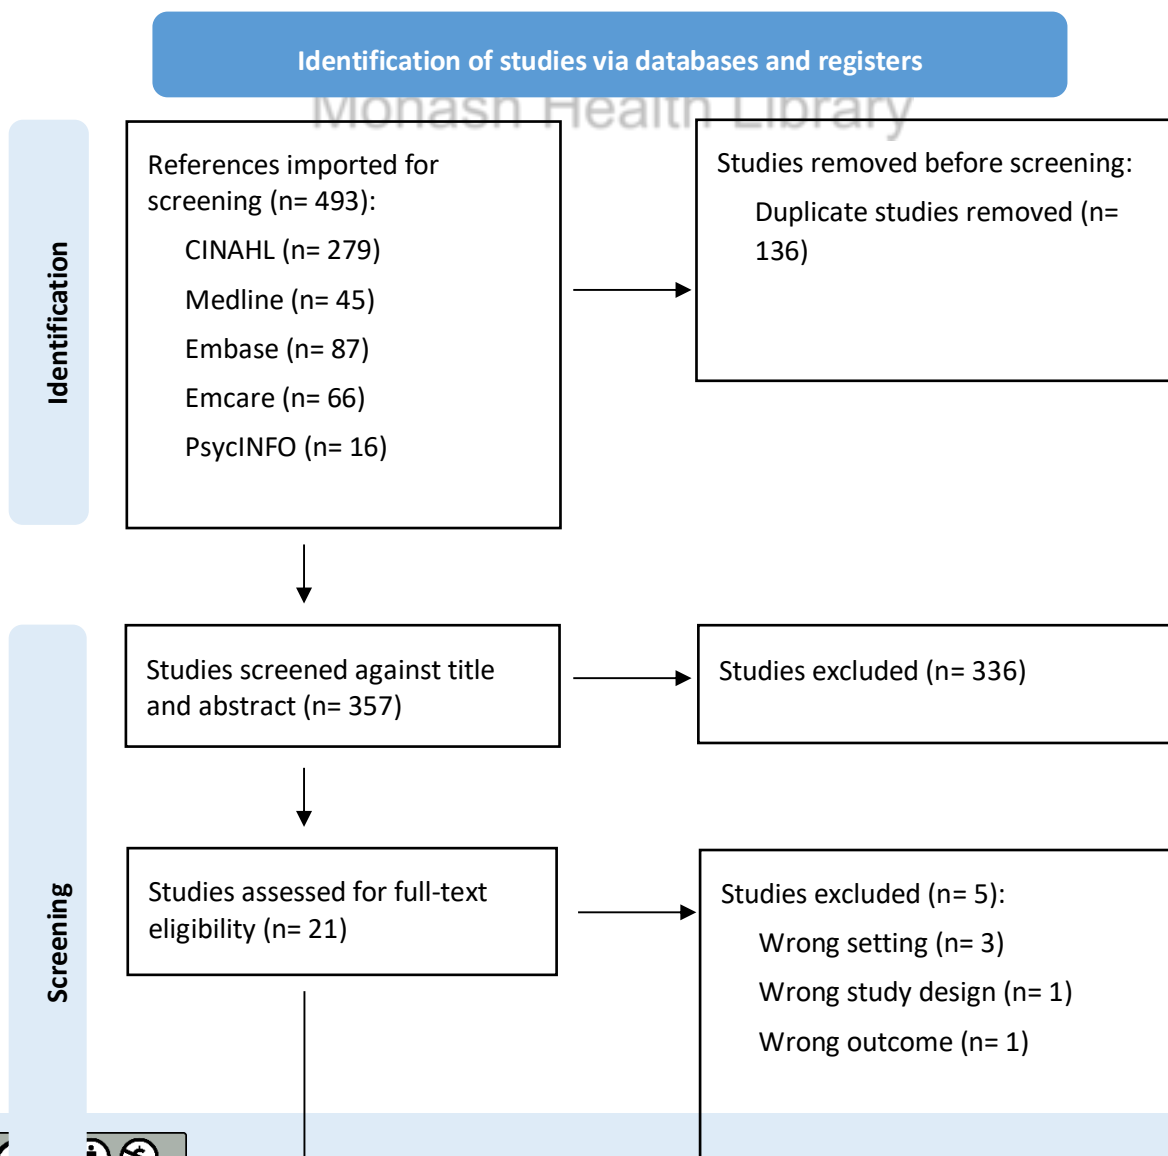 Identification of studies via databases and registers
Monash Health Library
Identification
References imported for
screening (n= 493):
CINAHL (n= 279)
Medline (n= 45)
Embase (n= 87)
Emcare (n= 66)
PsycINFO (n= 16)
Studies removed before screening:
Duplicate studies removed (n=
136)
Screening
Studies screened against title
and abstract (n= 357)
Studies excluded (n= 336)
Studies assessed for full-text
eligibility (n= 21)
Studies excluded (n= 5):
Wrong setting (n= 3)
Wrong study design (n= 1)
Wrong outcome (n= 1)